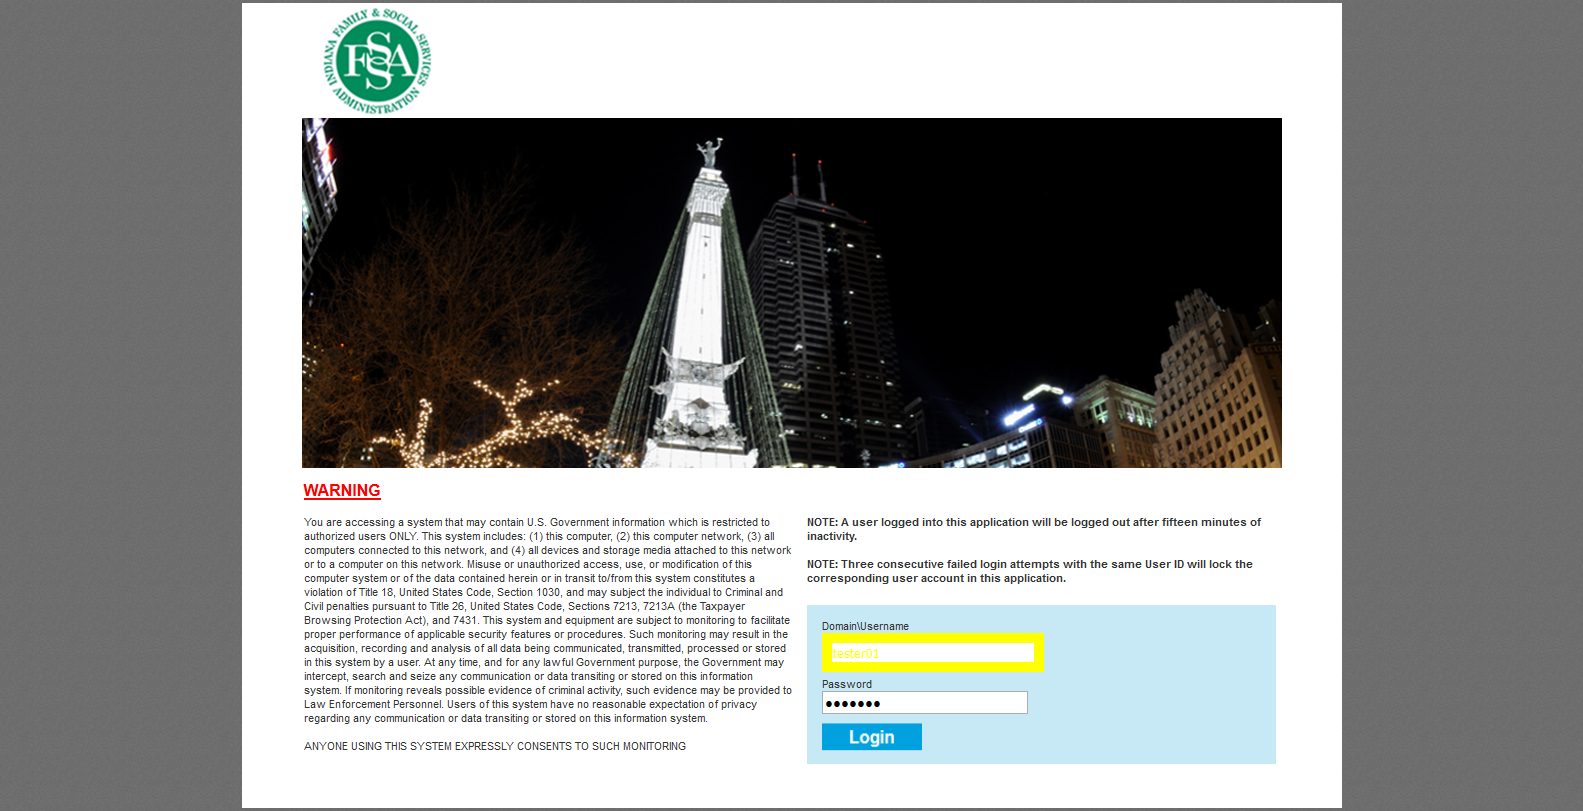 INDIANA FAMILY & SOCIAL SERVICES ADMINISTRATION
FSSA
WARNING
You are accessing a system that may contain U.S. Government information which is restricted to
authorized users ONLY. This system includes: (1) this computer, (2) this computer network, (3) all
computers connected to this network, and (4) all devices and storage media attached to this network
or to a computer on this network. Misuse or unauthorized access, use, or modification of this
computer system or of the data contained herein or in transit to/from this system constitutes a
violation of Title 18, United States Code, Section 1030, and may subject the individual to Criminal and
Civil penalties pursuant to Title 26, United States Code, Sections 7213, 7213A (the Taxpayer
Browsing Protection Act), and 7431. This system and equipment are subject to monitoring to facilitate
proper performance of applicable security features or procedures. Such monitoring may result in the
acquisition, recording and analysis of all data being communicated, transmitted, processed or stored
in this system by a user. At any time, and for any lawful Government purpose, the Government may
intercept, search and seize any communication or data transiting or stored on this information
system. If monitoring reveals possible evidence of criminal activity, such evidence may be provided to
Law Enforcement Personnel. Users of this system have no reasonable expectation of privacy
regarding any communication or data transiting or stored on this information system.
ANYONE USING THIS SYSTEM EXPRESSLY CONSENTS TO SUCH MONITORING
NOTE: A user logged into this application will be logged out after fifteen minutes of
inactivity.
NOTE: Three consecutive failed login attempts with the same User ID will lock the
corresponding user account in this application.
Domain\Username
tester01
Password
●●●●●●●
Login